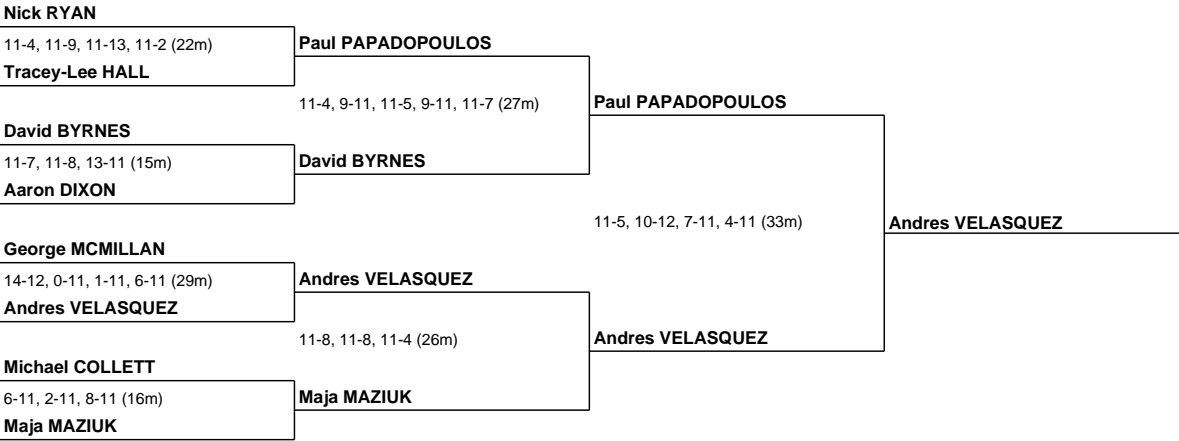 Nick RYAN
11-4, 11-9, 11-13, 11-2 (22m)
Tracey-Lee HALL
David BYRNES
11-7, 11-8, 13-11 (15m)
Aaron DIXON
George MCMILLAN
14-12, 0-11, 1-11, 6-11 (29m)
Andres VELASQUEZ
Michael COLLETT
6-11, 2-11, 8-11 (16m)
Maja MAZIUK
Paul PAPADOPOULOS
11-4, 9-11, 11-5, 9-11, 11-7 (27m)
David BYRNES
Andres VELASQUEZ
11-8, 11-8, 11-4 (26m)
Maja MAZIUK
Paul PAPADOPOULOS
11-5, 10-12, 7-11, 4-11 (33m)
Andres VELASQUEZ
Andres VELASQUEZ